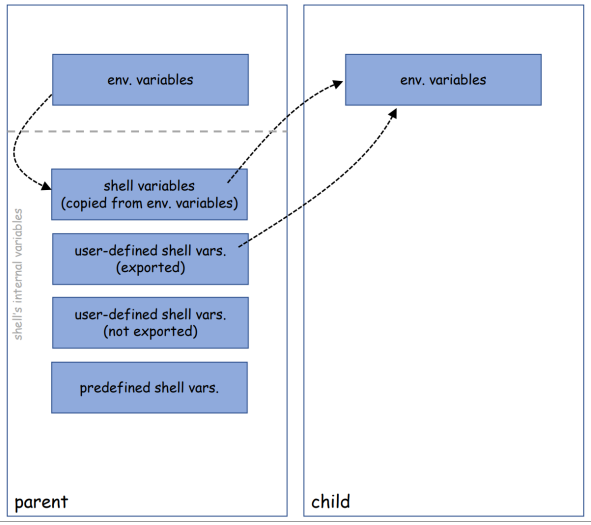 env. variables
env. variables
shell variables
(copied from env. variables)
user-defined shell vars.
(exported)
user-defined shell vars.
(not exported)
predefined shell vars.
shell's internal variables
parent
child